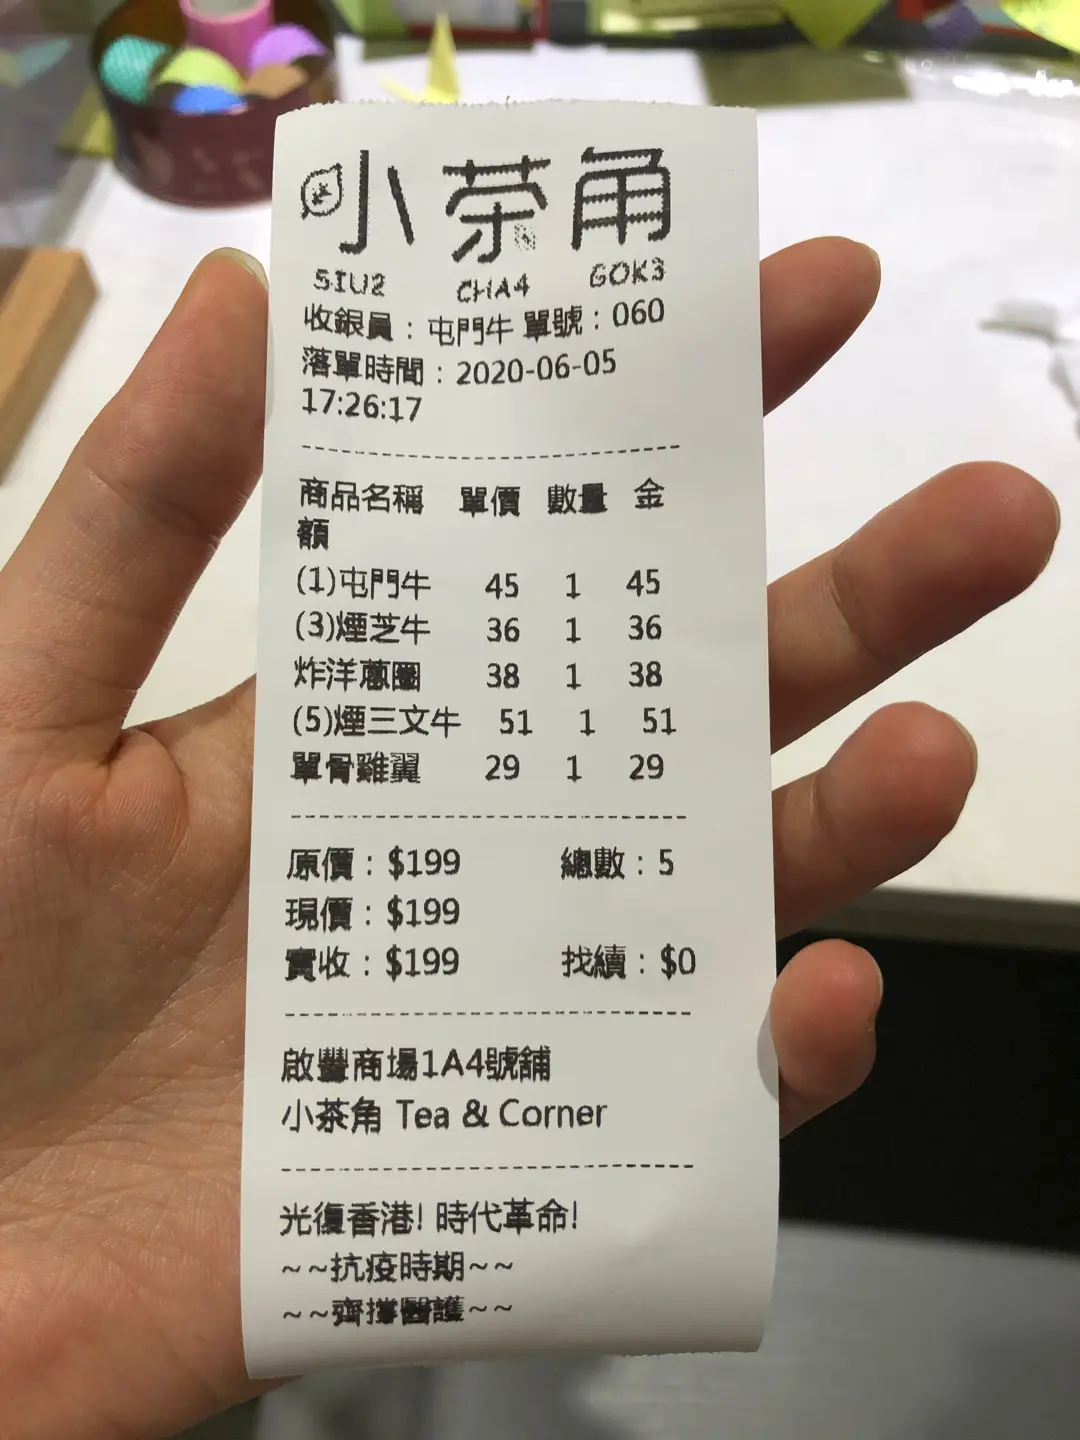 小茶角
SIU2 CHA4 GOK3
收銀員：屯門牛 單號：060
落單時間：2020-06-05
17:26:17
商品名稱 單價 數量 金
額
(1)屯門牛 45 1 45
(3)煙芝牛 36 1 36
炸洋蔥圈 38 1 38
(5)煙三文牛 51 1 51
單骨雞翼 29 1 29
原價：$199 總數：5
現價：$199
實收：$199 找續：$0
啟豐商場1A4號舖
小茶角 Tea & Corner
光復香港! 時代革命!
~~抗疫時期~~
~~齊撐醫護~~